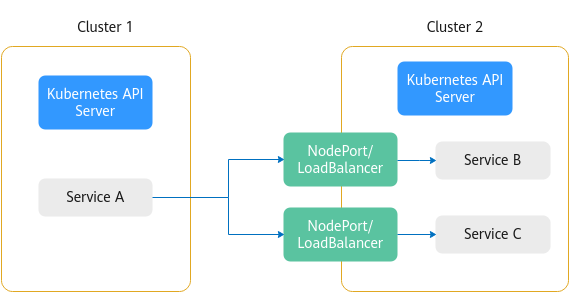 Cluster 1
Cluster 2
Kubernetes API
Server
Kubernetes API
Server
NodePort/
LoadBalancer
Service B
Service A
NodePort/
LoadBalancer
Service C